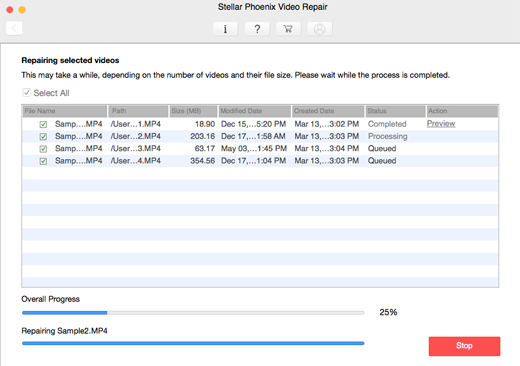 Stellar Phoenix Video Repair
i ?
Repairing selected videos
This may take a while, depending on the number of videos and their file size. Please wait while the process is completed.
Select All
File Name Path Size (MB) Modified Date Created Date Status Action
Samp....MP4 /User...1.MP4 18.90 Dec 15,...5:20 PM Mar 13,...3:02 PM Completed Preview
Samp....MP4 /User...2.MP4 203.16 Dec 17,...1:58 AM Mar 13,...3:03 PM Processing
Samp....MP4 /User...3.MP4 63.17 May 03,...1:45 PM Mar 13,...3:04 PM Queued
Samp....MP4 /User...4.MP4 354.56 Dec 17,...1:04 PM Mar 13,...3:03 PM Queued
Overall Progress
25%
Repairing Sample2.MP4
Stop